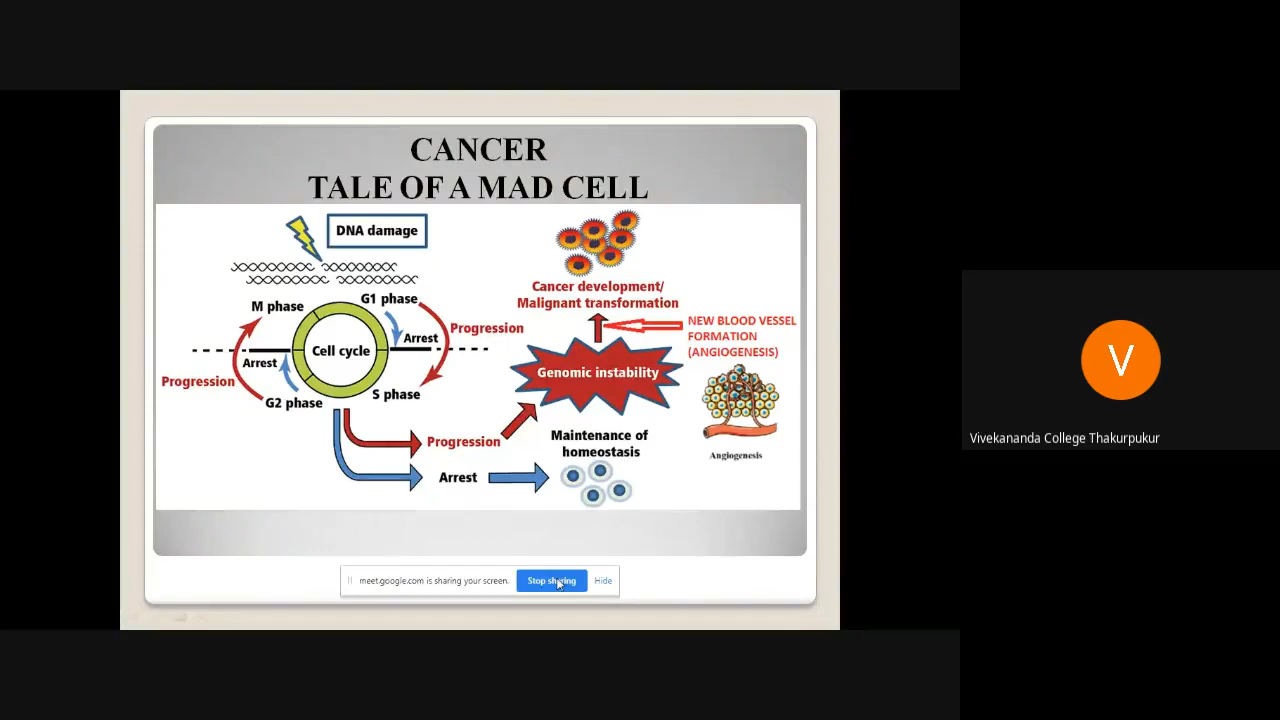 CANCER
TALE OF A MAD CELL
DNA damage
M phase
G1 phase
Progression
Arrest
Cell cycle
Arrest
Progression
G2 phase
S phase
Progression
Arrest
Cancer development/
Malignant transformation
Genomic instability
Maintenance of
homeostasis
NEW BLOOD VESSEL
FORMATION
(ANGIOGENESIS)
Angiogenesis
meet.google.com is sharing your screen.
Stop sharing
Hide
V
Vivekananda College Thakurpukur